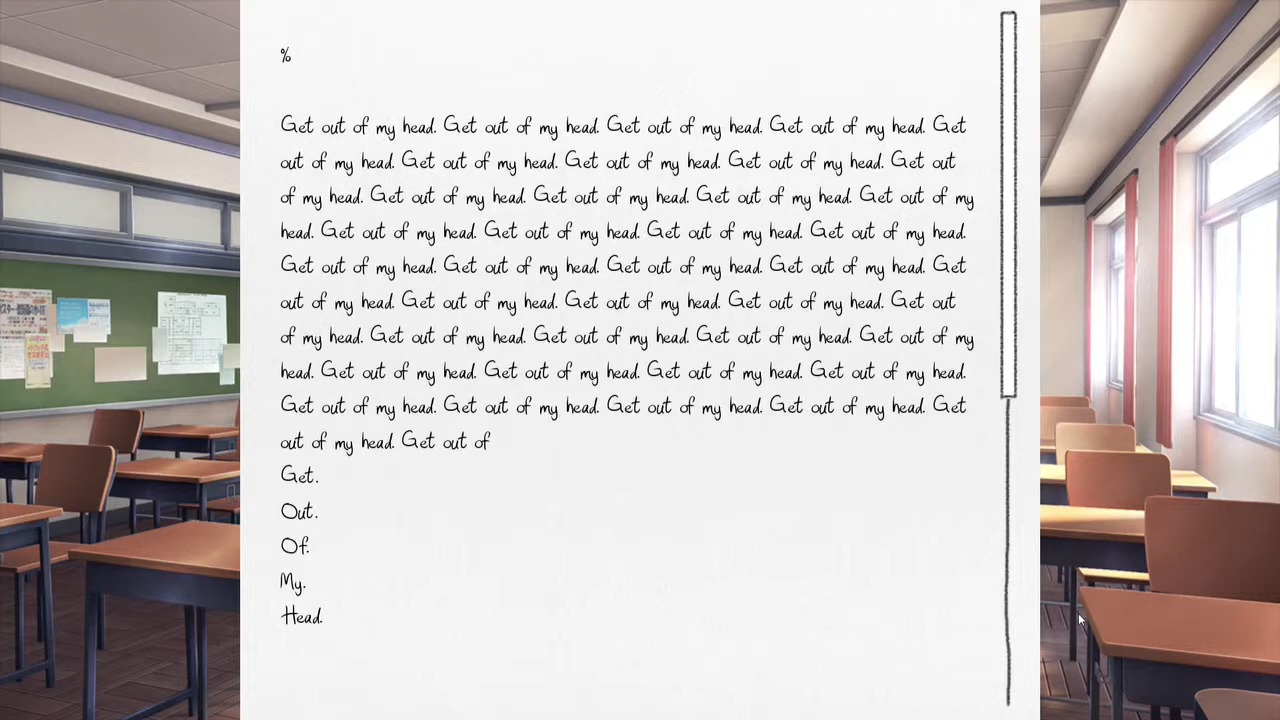 %
Get out of my head. Get out of my head. Get out of my head. Get out of my head. Get
out of my head. Get out of my head. Get out of my head. Get out of my head. Get out
of my head. Get out of my head. Get out of my head. Get out of my head. Get out of my
head. Get out of my head. Get out of my head. Get out of my head. Get out of my head.
Get out of my head. Get out of my head. Get out of my head. Get out of my head. Get
out of my head. Get out of my head. Get out of my head. Get out of my head. Get out
of my head. Get out of my head. Get out of my head. Get out of my head. Get out of my
head. Get out of my head. Get out of my head. Get out of my head. Get out of my head.
Get out of my head. Get out of my head. Get out of my head. Get out of my head. Get
out of my head. Get out of
Get.
Out.
Of.
My.
Head.